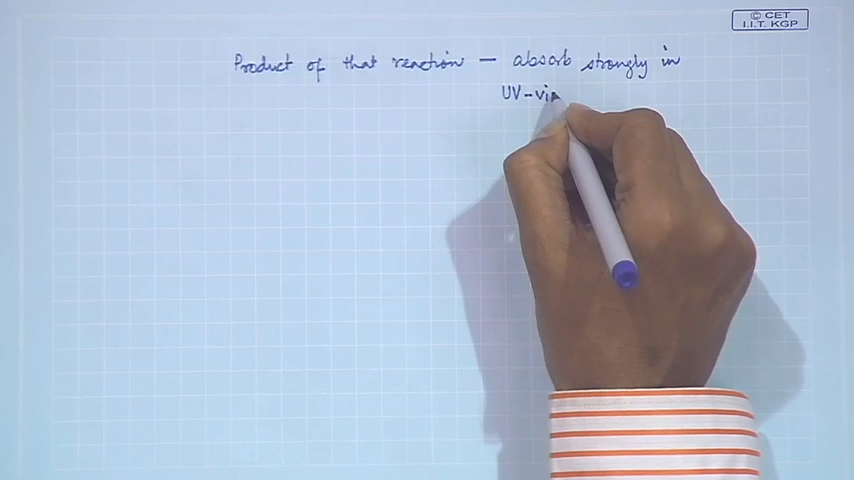 © CET
I.I.T. KGP
Product of that reaction — absorb strongly in
UV-vi